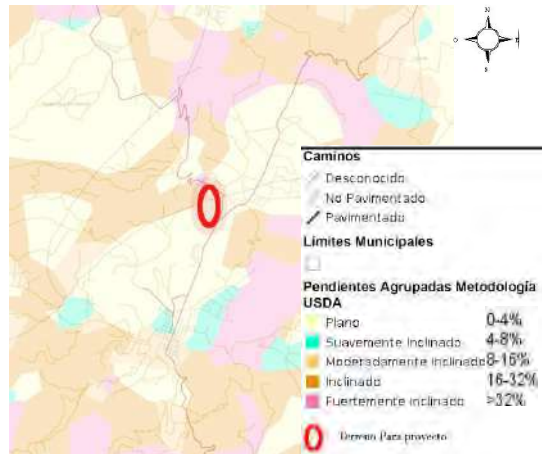 N
O
E
S
Caminos
Desconocido
No Pavimentado
Pavimentado
Límites Municipales
Pendientes Agrupadas Metodología
USDA
Plano 0-4%
Suavemente Inclinado 4-8%
Moderadamente Inclinado 8-16%
Inclinado 16-32%
Fuertemente Inclinado >32%
Terreno Para proyecto